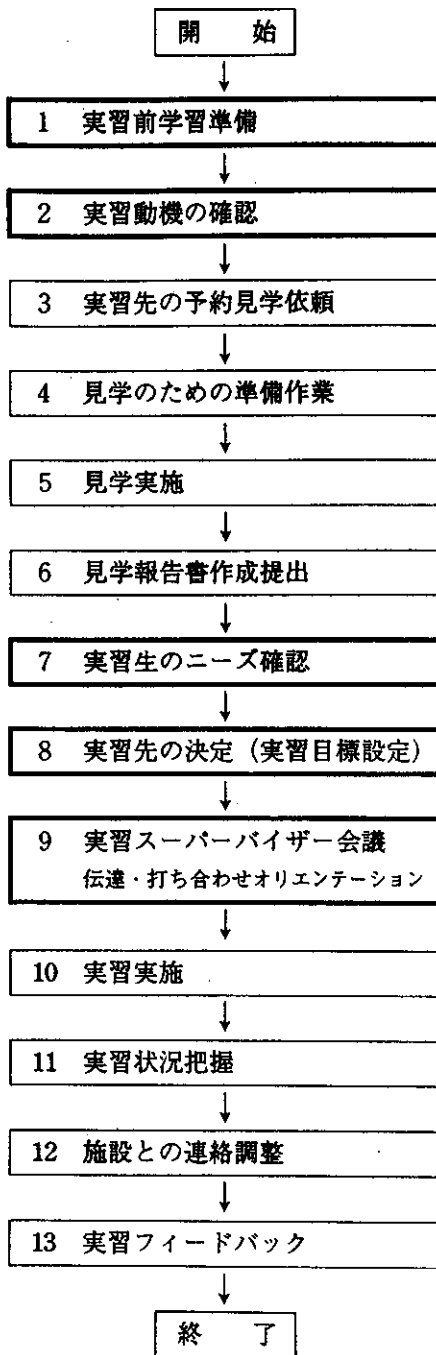 開　始
1　実習前学習準備
2　実習動機の確認
3　実習先の予約見学依頼
4　見学のための準備作業
5　見学実施
6　見学報告書作成提出
7　実習生のニーズ確認
8　実習先の決定（実習目標設定）
9　実習スーパーバイザー会議
伝達・打ち合わせオリエンテーション
10　実習実施
11　実習状況把握
12　施設との連絡調整
13　実習フィードバック
終　了